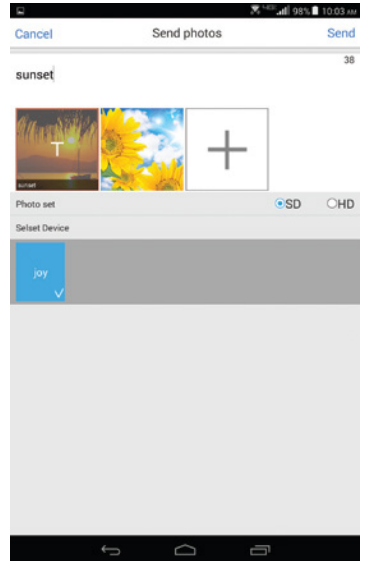 98% 10:03 AM
Cancel Send photos Send
38
sunset
T
sunset
Photo set SD HD
Selset Device
joy